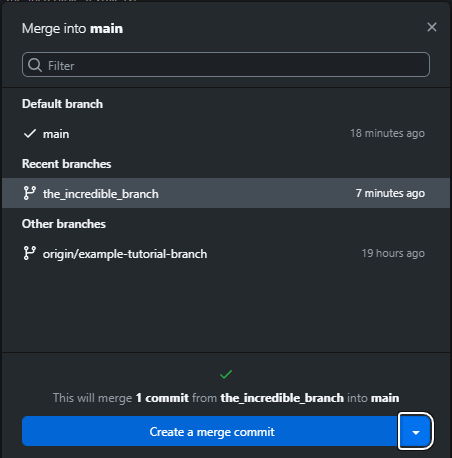 Merge into main
Filter
Default branch
main 18 minutes ago
Recent branches
the_incredible_branch 7 minutes ago
Other branches
origin/example-tutorial-branch 19 hours ago
This will merge 1 commit from the_incredible_branch into main
Create a merge commit